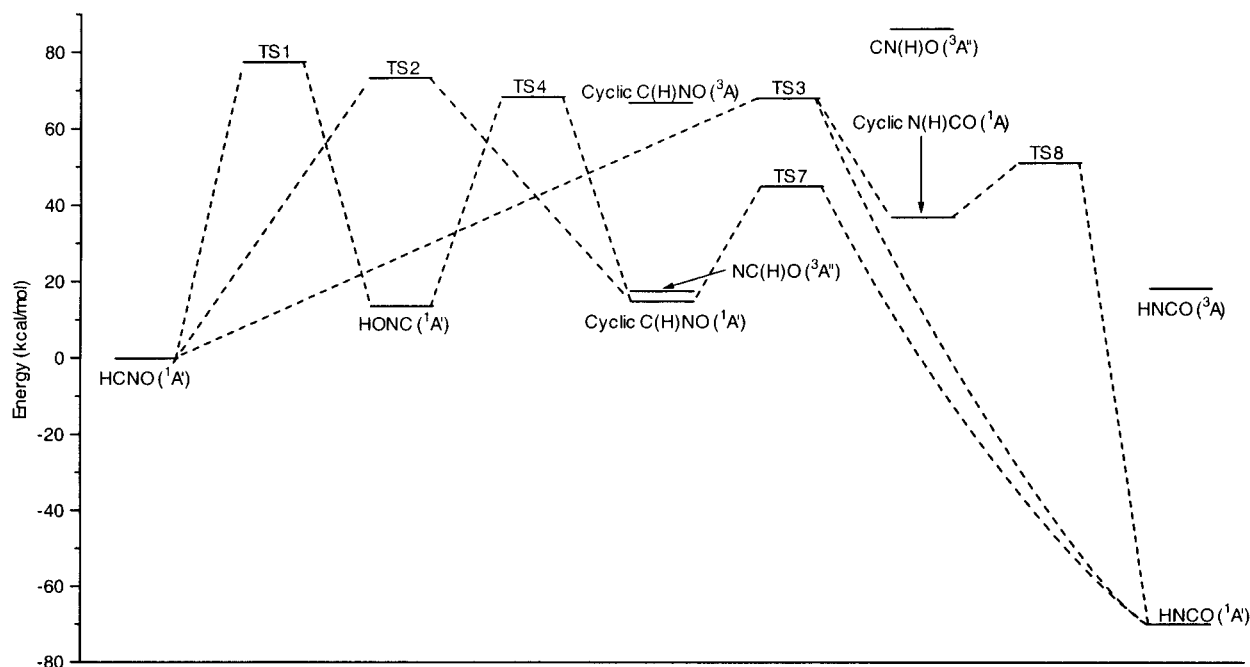 80
60
40
20
0
-20
-40
-60
-80
Energy (kcal/mol)
TS1
TS2
TS4
Cyclic C(H)NO (³A)
TS3
CN(H)O (³A")
Cyclic N(H)CO (¹A)
TS8
TS7
NC(H)O (³A")
HONC (¹A')
Cyclic C(H)NO (¹A')
HNCO (³A)
HCNO (¹A')
HNCO (¹A')